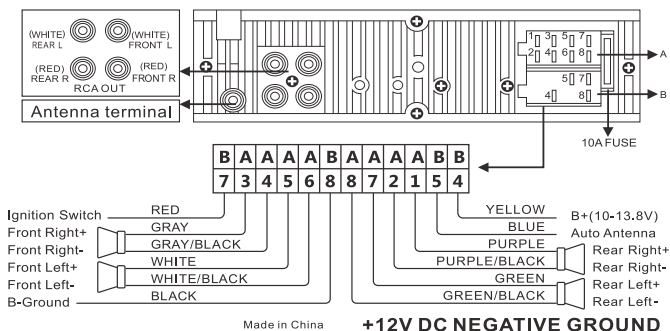 (WHITE) REAR L
(WHITE) FRONT L
(RED) REAR R
(RED) FRONT R
RCA OUT
Antenna terminal
1 3 5 7
2 4 6 8
A
5 7
4 8
B
10A FUSE
B A A A A B A A A A B B
7 3 4 5 6 8 8 7 2 1 5 4
Ignition Switch RED
Front Right+ GRAY
Front Right- GRAY/BLACK
Front Left+ WHITE
Front Left- WHITE/BLACK
B-Ground BLACK
YELLOW B+(10-13.8V)
BLUE Auto Antenna
PURPLE Rear Right+
PURPLE/BLACK Rear Right-
GREEN Rear Left+
GREEN/BLACK Rear Left-
Made in China
+12V DC NEGATIVE GROUND